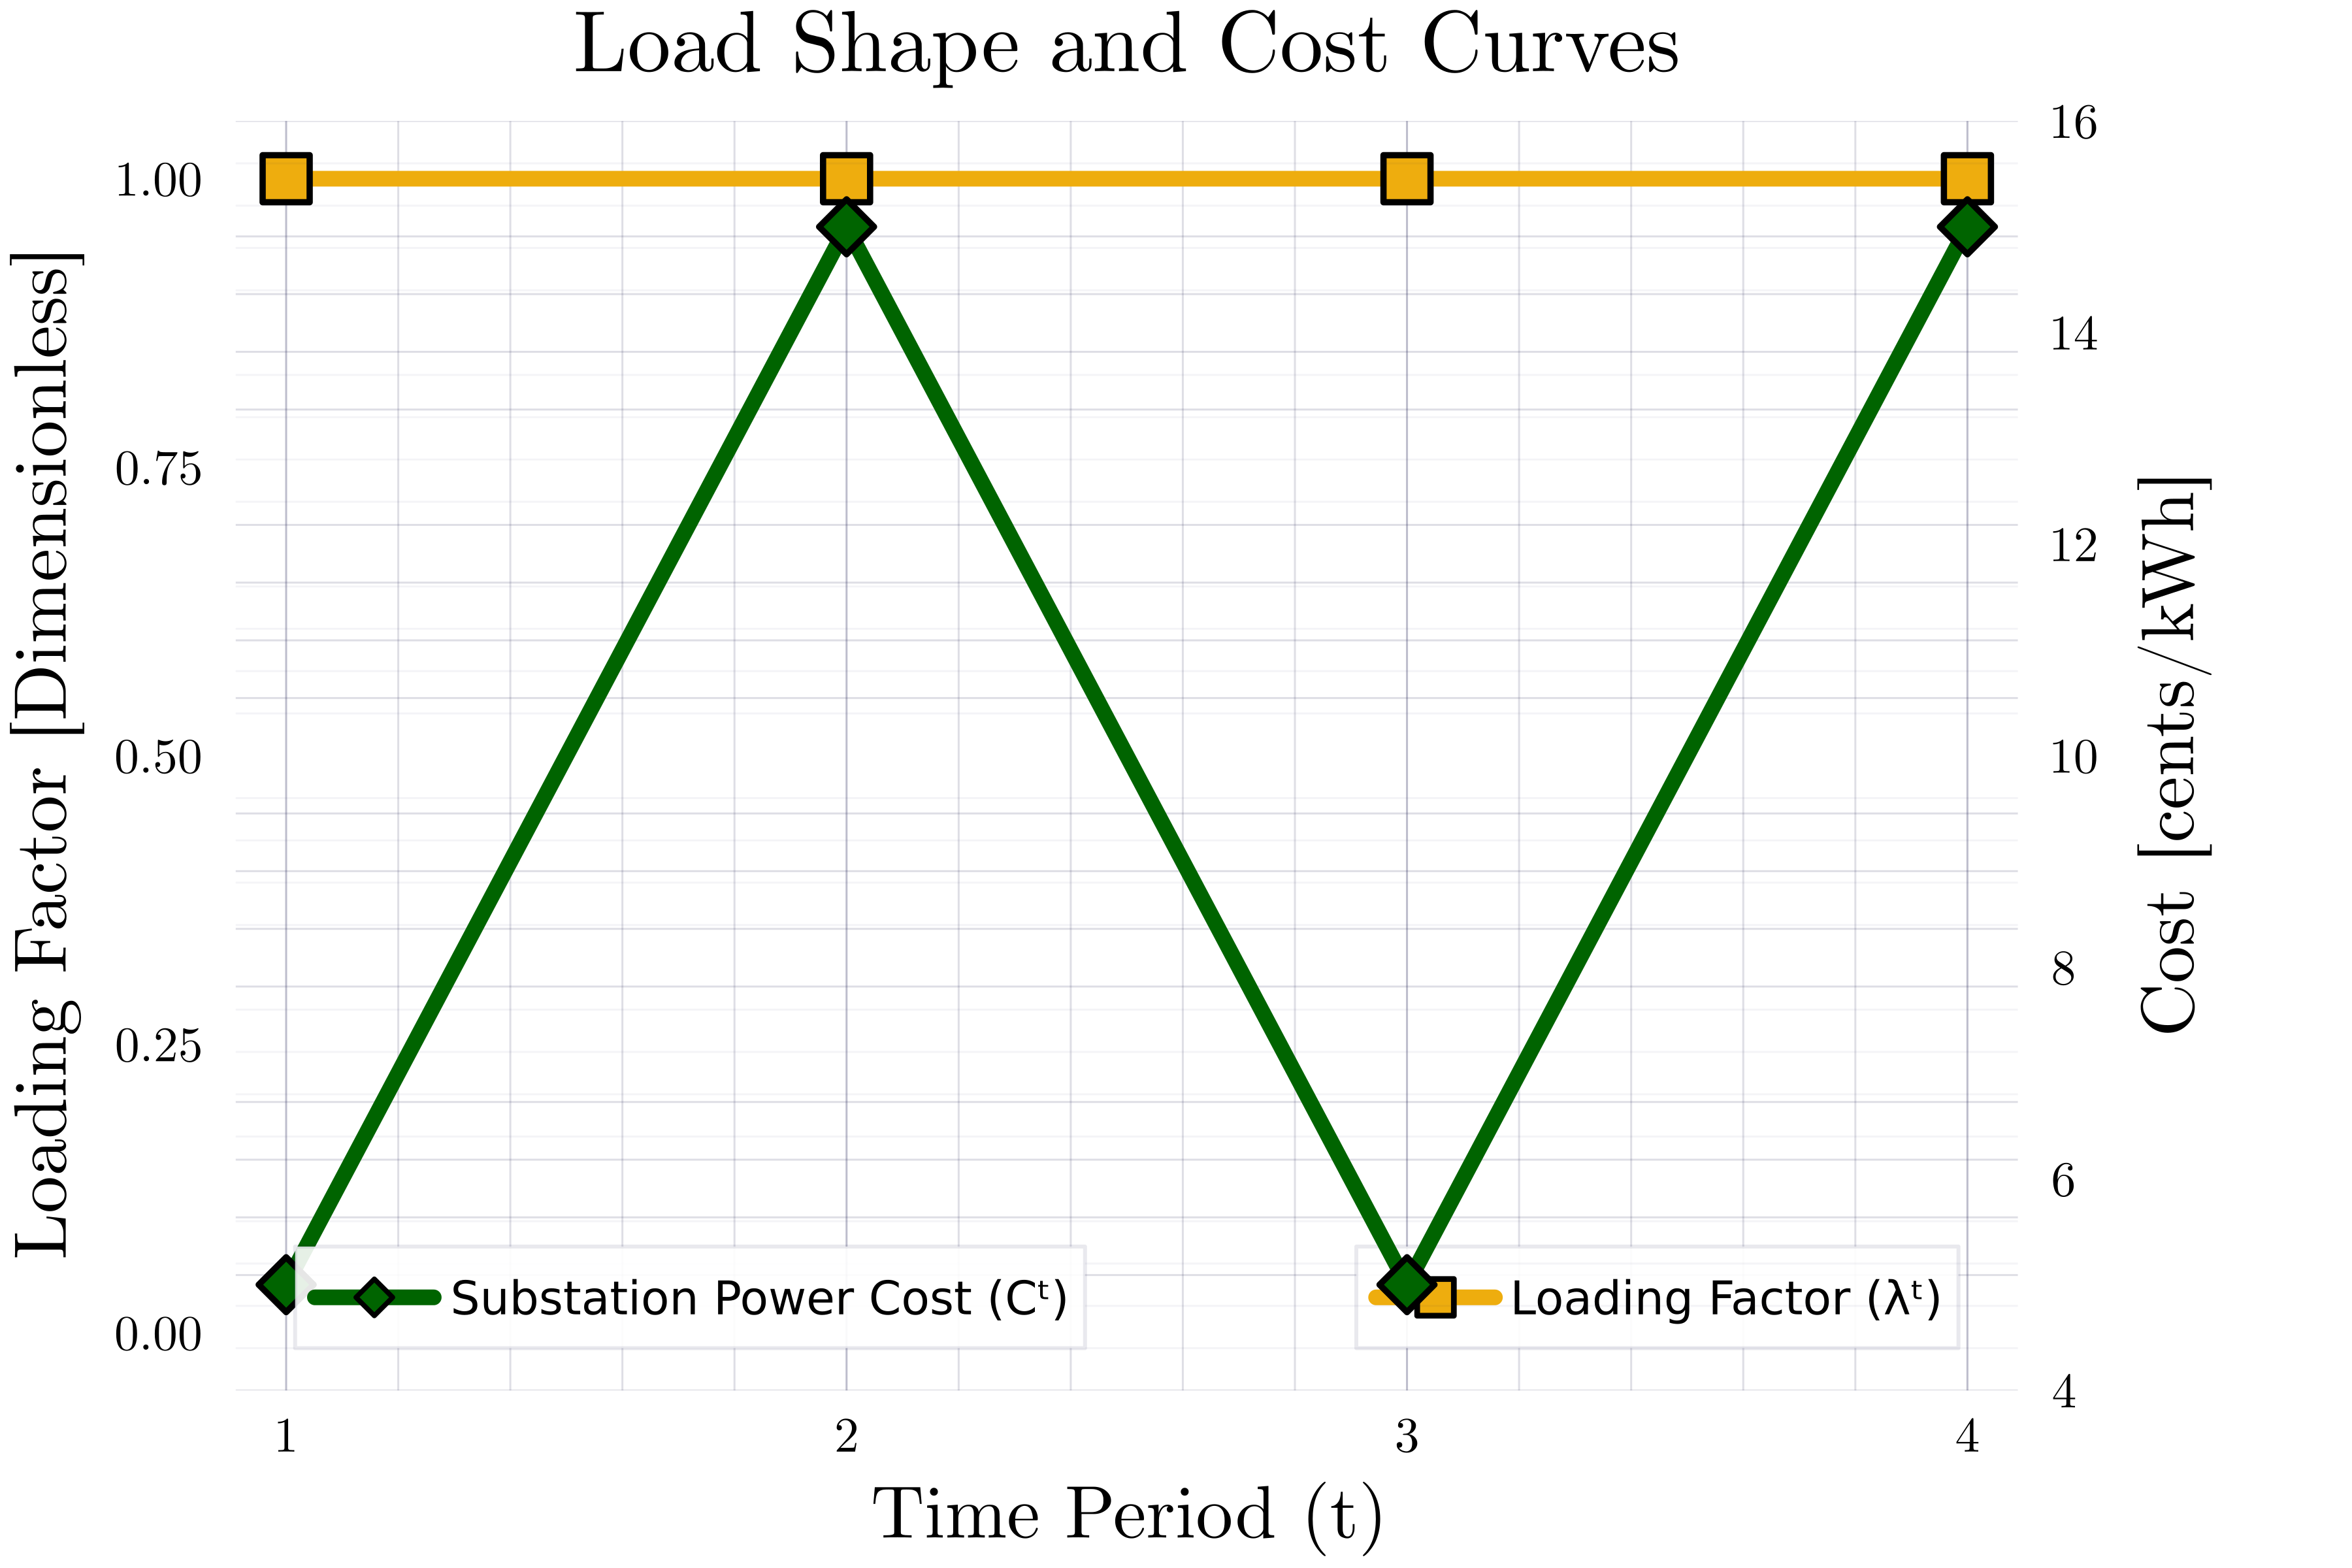 Load Shape and Cost Curves
Loading Factor [Dimensionless]
1.00
0.75
0.50
0.25
0.00
16
14
12
10
8
6
4
Cost [cents/kWh]
Substation Power Cost (Cᵗ)
Loading Factor (λᵗ)
1 2 3 4
Time Period (t)